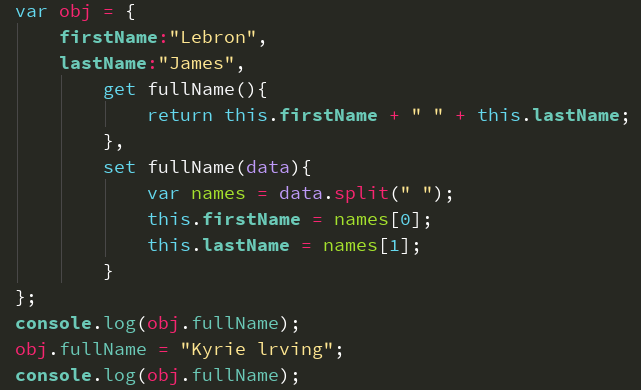 var obj = {
    firstName:"Lebron",
    lastName:"James",
        get fullName(){
            return this.firstName + " " + this.lastName;
        },
        set fullName(data){
            var names = data.split(" ");
            this.firstName = names[0];
            this.lastName = names[1];
        }
};
console.log(obj.fullName);
obj.fullName = "Kyrie lrving";
console.log(obj.fullName);